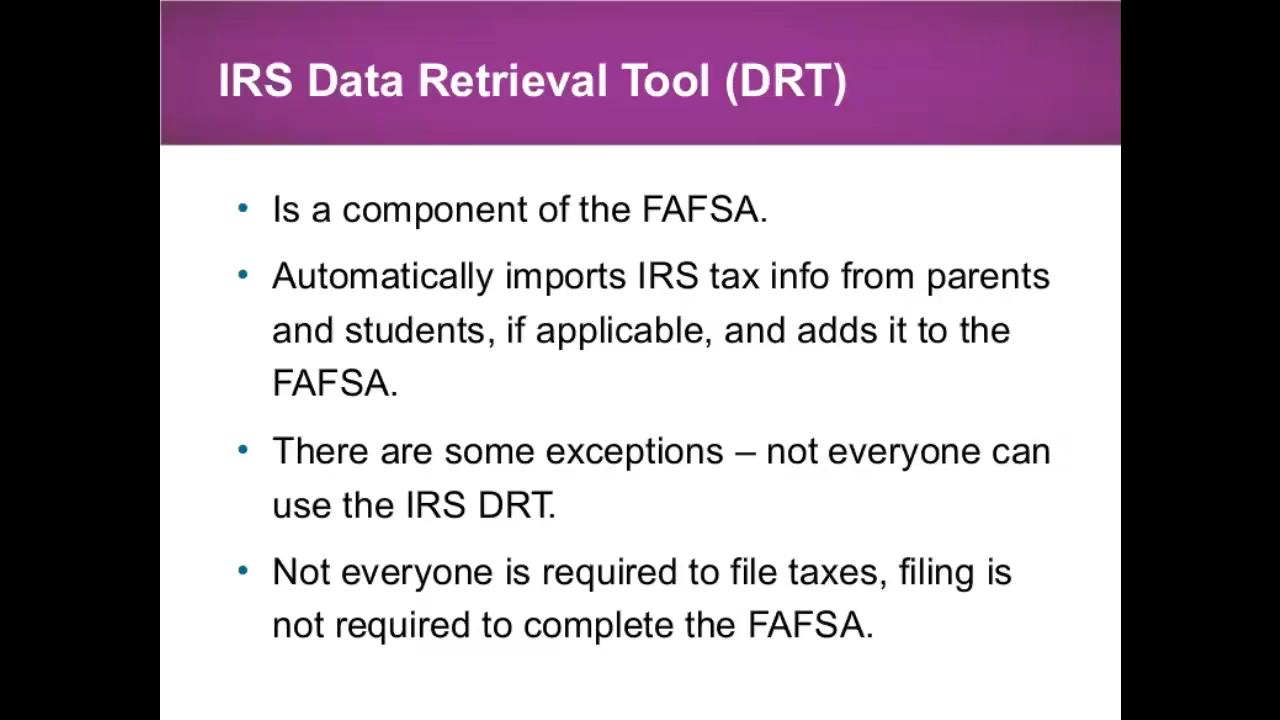 IRS Data Retrieval Tool (DRT)
• Is a component of the FAFSA.
• Automatically imports IRS tax info from parents
and students, if applicable, and adds it to the
FAFSA.
• There are some exceptions – not everyone can
use the IRS DRT.
• Not everyone is required to file taxes, filing is
not required to complete the FAFSA.